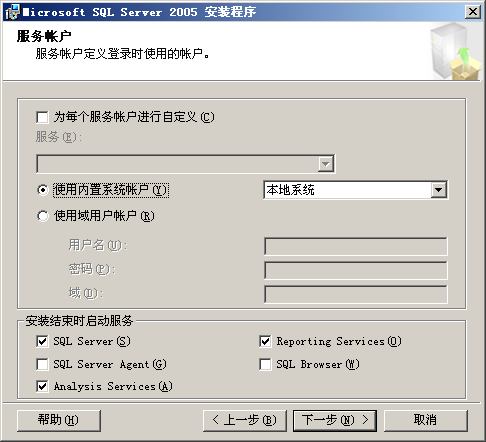 Microsoft SQL Server 2005 安装程序
服务帐户
服务帐户定义登录时使用的帐户。
为每个服务帐户进行自定义(C)
服务(E):
使用内置系统帐户(Y)
本地系统
使用域用户帐户(R)
用户名(U):
密码(P):
域(D):
安装结束时启动服务
SQL Server(S)
Reporting Services(O)
SQL Server Agent(G)
SQL Browser(W)
Analysis Services(A)
帮助(H)
< 上一步(B)
下一步(N) >
取消